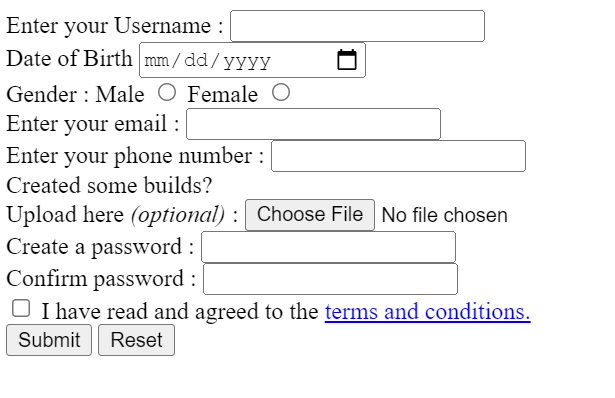 Enter your Username :
Date of Birth mm/dd/yyyy
Gender : Male Female
Enter your email :
Enter your phone number :
Created some builds?
Upload here (optional) : Choose File No file chosen
Create a password :
Confirm password :
I have read and agreed to the terms and conditions.
Submit Reset